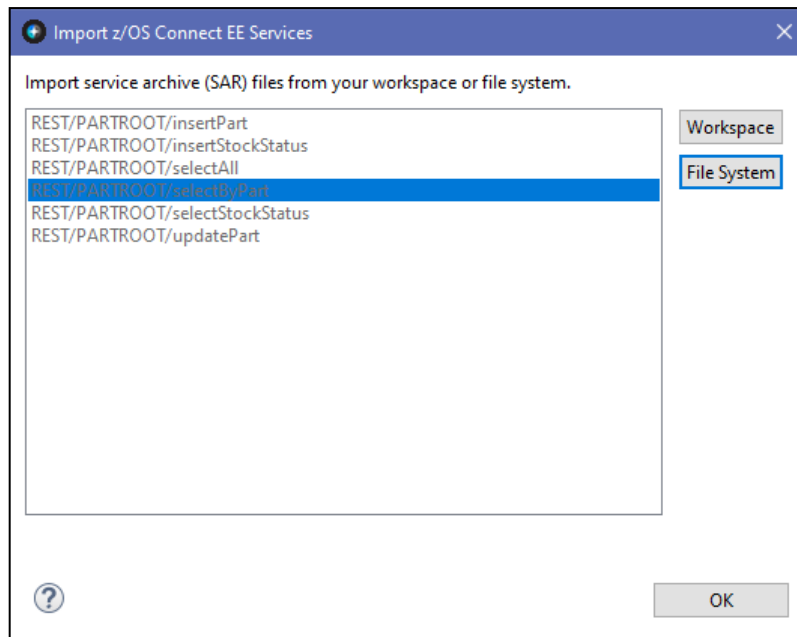 Import z/OS Connect EE Services
Import service archive (SAR) files from your workspace or file system.
REST/PARTROOT/insertPart
REST/PARTROOT/insertStockStatus
REST/PARTROOT/selectAll
REST/PARTROOT/selectByPart
REST/PARTROOT/selectStockStatus
REST/PARTROOT/updatePart
Workspace
File System
?
OK